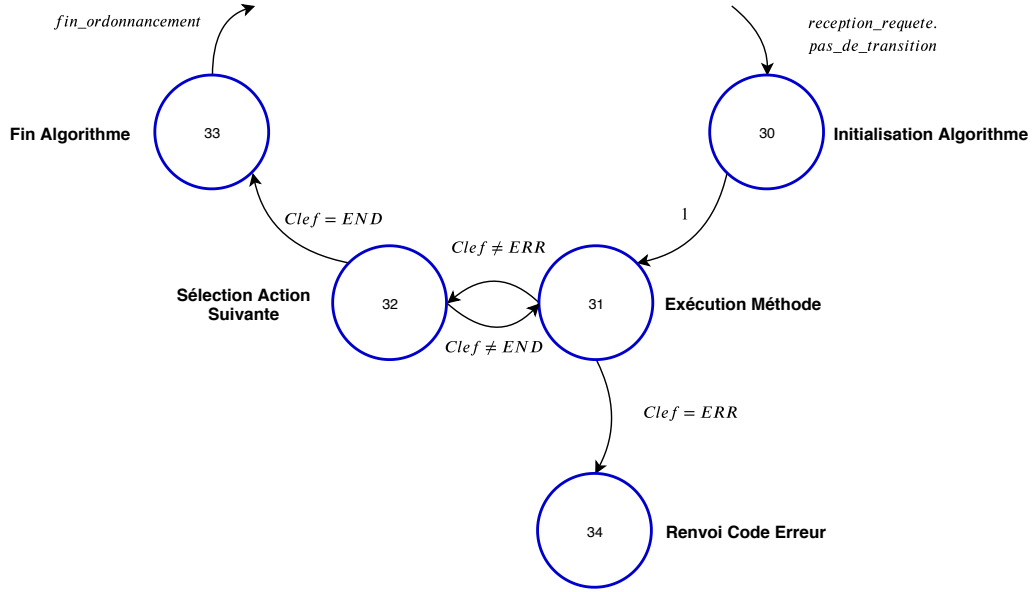 fin_ordonnancement
reception_requete.
pas_de_transition
Fin Algorithme
33
30
Initialisation Algorithme
Clef = END
1
Clef ≠ ERR
Sélection Action
Suivante
32
31
Exécution Méthode
Clef ≠ END
Clef = ERR
34
Renvoi Code Erreur